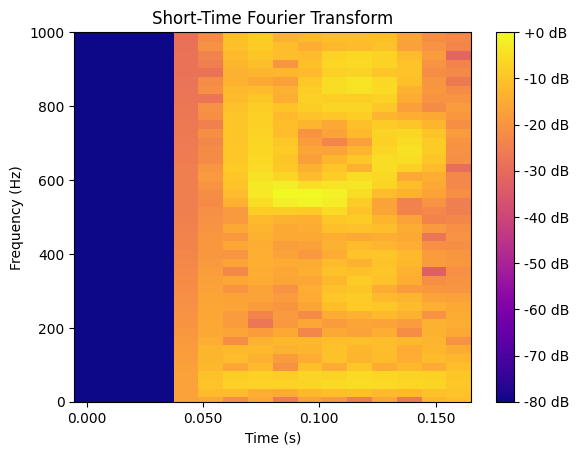 Short-Time Fourier Transform
1000
800
600
400
200
0
Frequency (Hz)
0.000
0.050
0.100
0.150
Time (s)
+0 dB
-10 dB
-20 dB
-30 dB
-40 dB
-50 dB
-60 dB
-70 dB
-80 dB